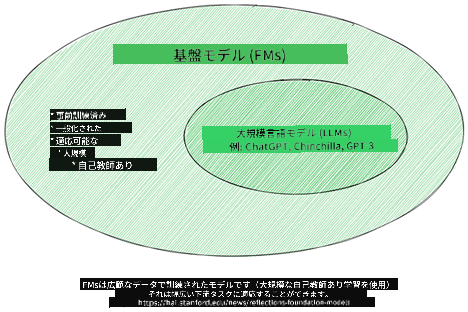 基盤モデル (FMs)
* 事前訓練済み
* 一般化された
* 適応可能な
* 大規模
* 自己教師あり
大規模言語モデル (LLMs)
例: ChatGPT, Chinchilla, GPT-3
FMsは広範なデータで訓練されたモデルです（大規模な自己教師あり学習を使用）
それは幅広い下流タスクに適応することができます。
https://hai.stanford.edu/news/reflections-foundation-models